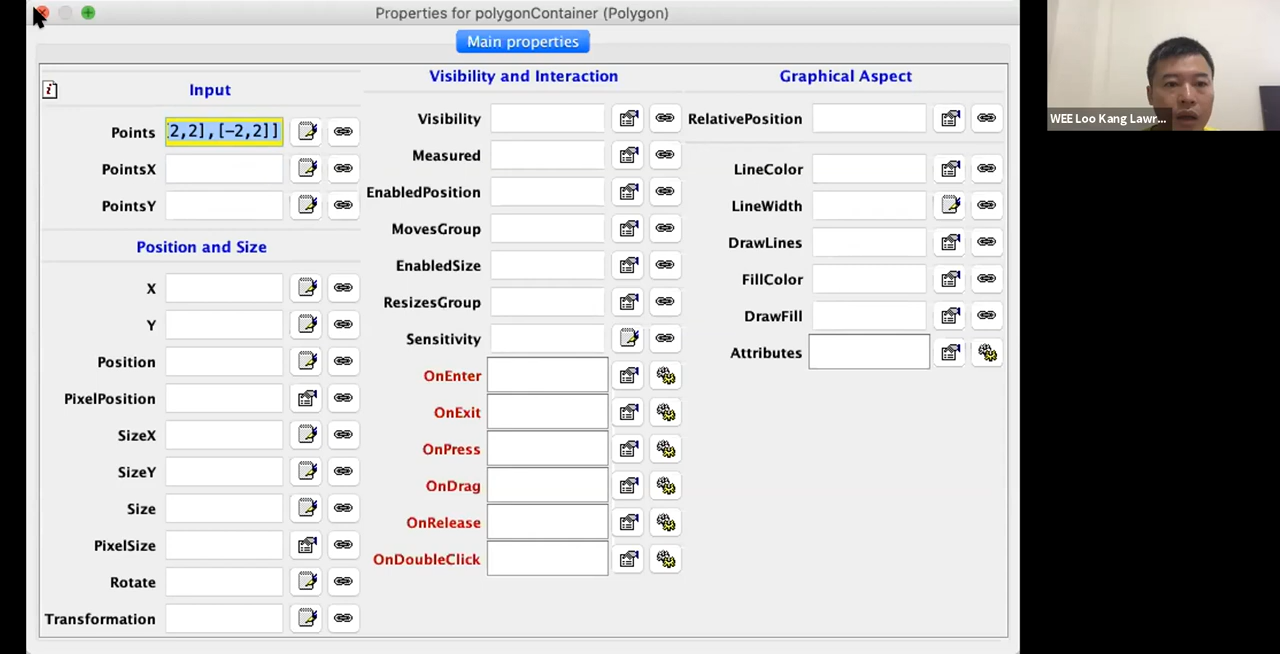 Properties for polygonContainer (Polygon)
Main properties
Input
Points 2,2],[-2,2]]
PointsX
PointsY
Position and Size
X
Y
Position
PixelPosition
SizeX
SizeY
Size
PixelSize
Rotate
Transformation
Visibility and Interaction
Visibility
Measured
EnabledPosition
MovesGroup
EnabledSize
ResizesGroup
Sensitivity
OnEnter
OnExit
OnPress
OnDrag
OnRelease
OnDoubleClick
Graphical Aspect
RelativePosition
LineColor
LineWidth
DrawLines
FillColor
DrawFill
Attributes
WEE Loo Kang Lawr...